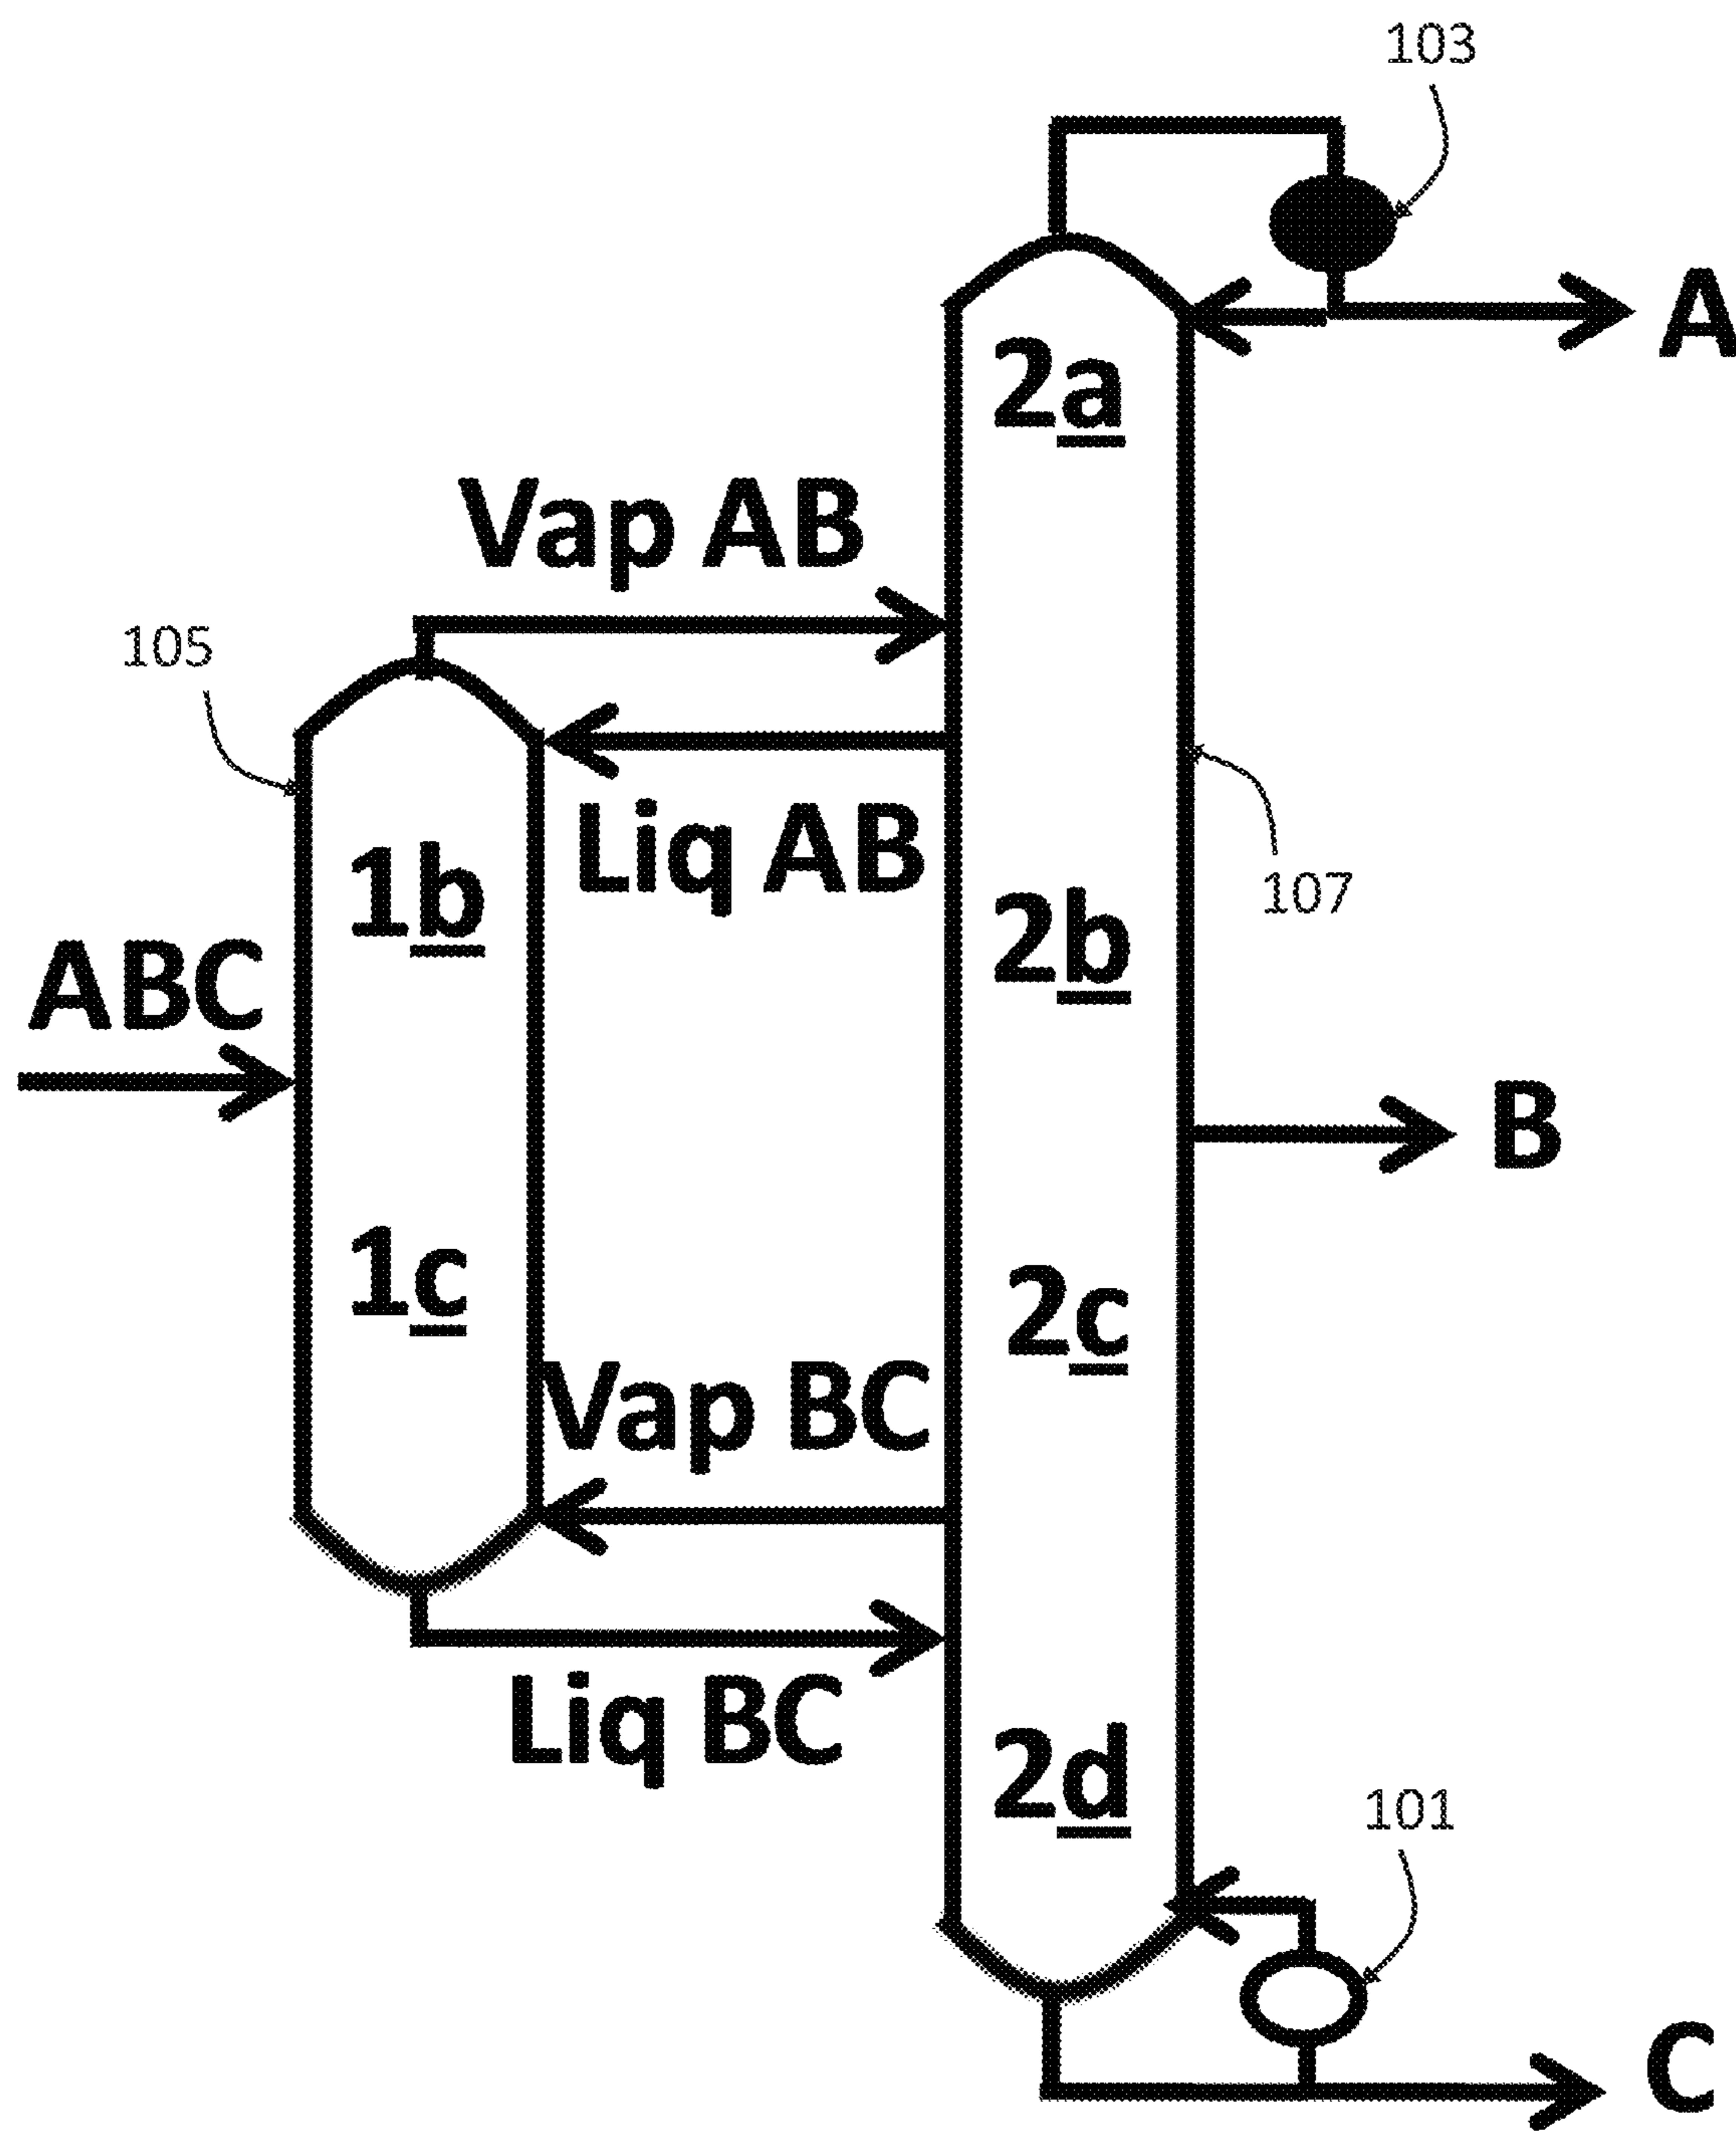 103
A
2a
Vap AB
105
Liq AB
107
1b
2b
ABC
B
1c
2c
Vap BC
Liq BC
2d
101
C